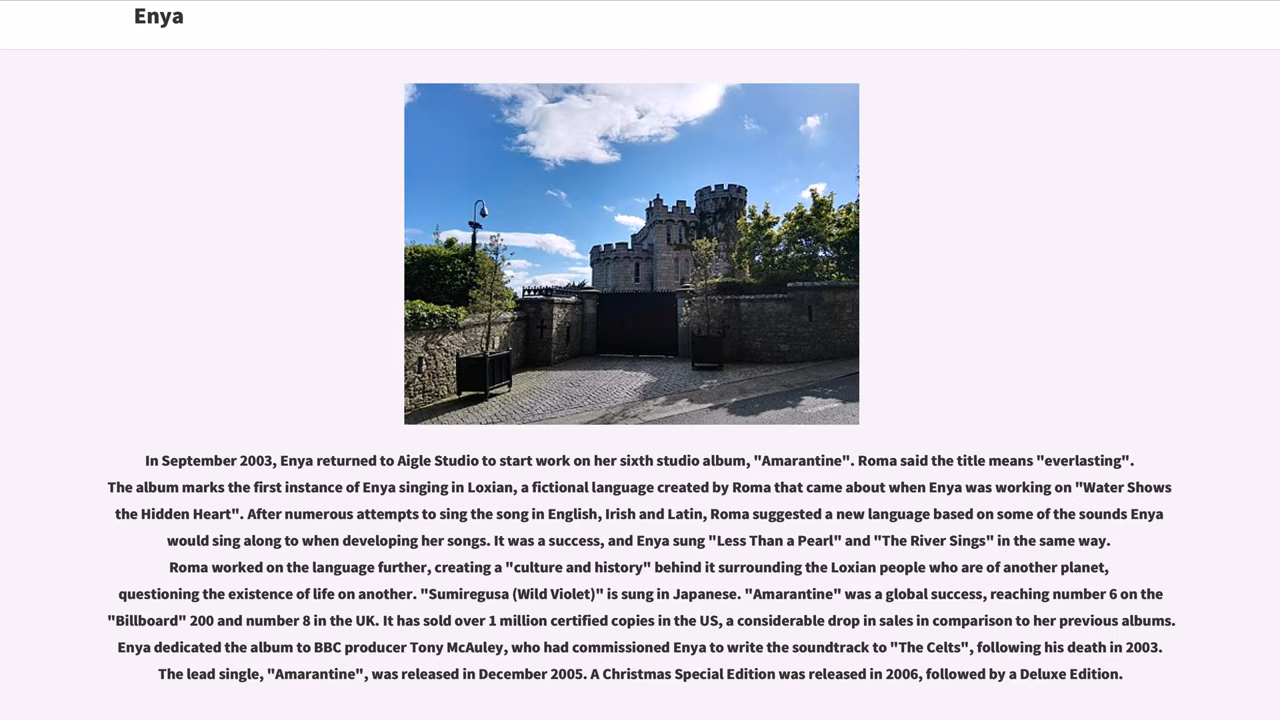 Enya
In September 2003, Enya returned to Aigle Studio to start work on her sixth studio album, "Amarantine". Roma said the title means "everlasting".
The album marks the first instance of Enya singing in Loxian, a fictional language created by Roma that came about when Enya was working on "Water Shows
the Hidden Heart". After numerous attempts to sing the song in English, Irish and Latin, Roma suggested a new language based on some of the sounds Enya
would sing along to when developing her songs. It was a success, and Enya sung "Less Than a Pearl" and "The River Sings" in the same way.
Roma worked on the language further, creating a "culture and history" behind it surrounding the Loxian people who are of another planet,
questioning the existence of life on another. "Sumiregusa (Wild Violet)" is sung in Japanese. "Amarantine" was a global success, reaching number 6 on the
"Billboard" 200 and number 8 in the UK. It has sold over 1 million certified copies in the US, a considerable drop in sales in comparison to her previous albums.
Enya dedicated the album to BBC producer Tony McAuley, who had commissioned Enya to write the soundtrack to "The Celts", following his death in 2003.
The lead single, "Amarantine", was released in December 2005. A Christmas Special Edition was released in 2006, followed by a Deluxe Edition.